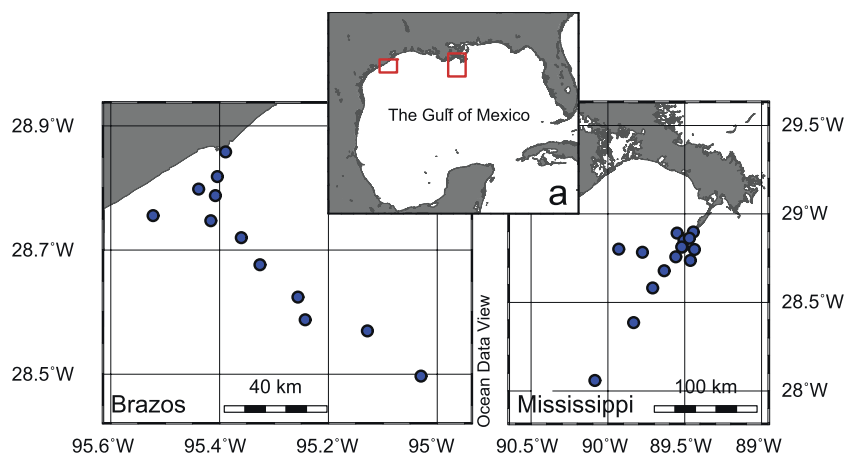 The Gulf of Mexico
a
28.9°W
28.7°W
28.5°W
40 km
Brazos
95.6°W
95.4°W
95.2°W
95°W
Ocean Data View
29.5°W
29°W
28.5°W
28°W
100 km
Mississippi
90.5°W
90°W
89.5°W
89°W